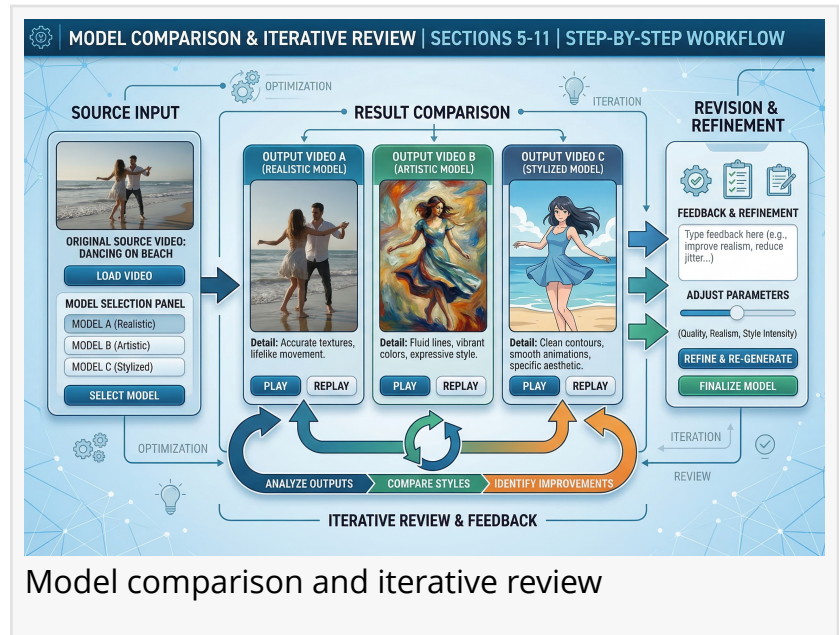 MODEL COMPARISON & ITERATIVE REVIEW | SECTIONS 5-11 | STEP-BY-STEP WORKFLOW
OPTIMIZATION
ITERATION
SOURCE INPUT
ORIGINAL SOURCE VIDEO:
DANCING ON BEACH
LOAD VIDEO
MODEL SELECTION PANEL
MODEL A (Realistic)
MODEL B (Artistic)
MODEL C (Stylized)
SELECT MODEL
OPTIMIZATION
RESULT COMPARISON
OUTPUT VIDEO A
(REALISTIC MODEL)
Detail: Accurate textures,
lifelike movement.
PLAY
REPLAY
OUTPUT VIDEO B
(ARTISTIC MODEL)
Detail: Fluid lines, vibrant
colors, expressive style.
PLAY
REPLAY
OUTPUT VIDEO C
(STYLIZED MODEL)
Detail: Clean contours,
smooth animations,
specific aesthetic.
PLAY
REPLAY
ANALYZE OUTPUTS
COMPARE STYLES
IDENTIFY IMPROVEMENTS
ITERATIVE REVIEW & FEEDBACK
REVISION &
REFINEMENT
FEEDBACK & REFINEMENT
Type feedback here (e.g.,
improve realism, reduce
jitter...)
ADJUST PARAMETERS
(Quality, Realism, Style Intensity)
REFINE & RE-GENERATE
FINALIZE MODEL
ITERATION
REVIEW
Model comparison and iterative review